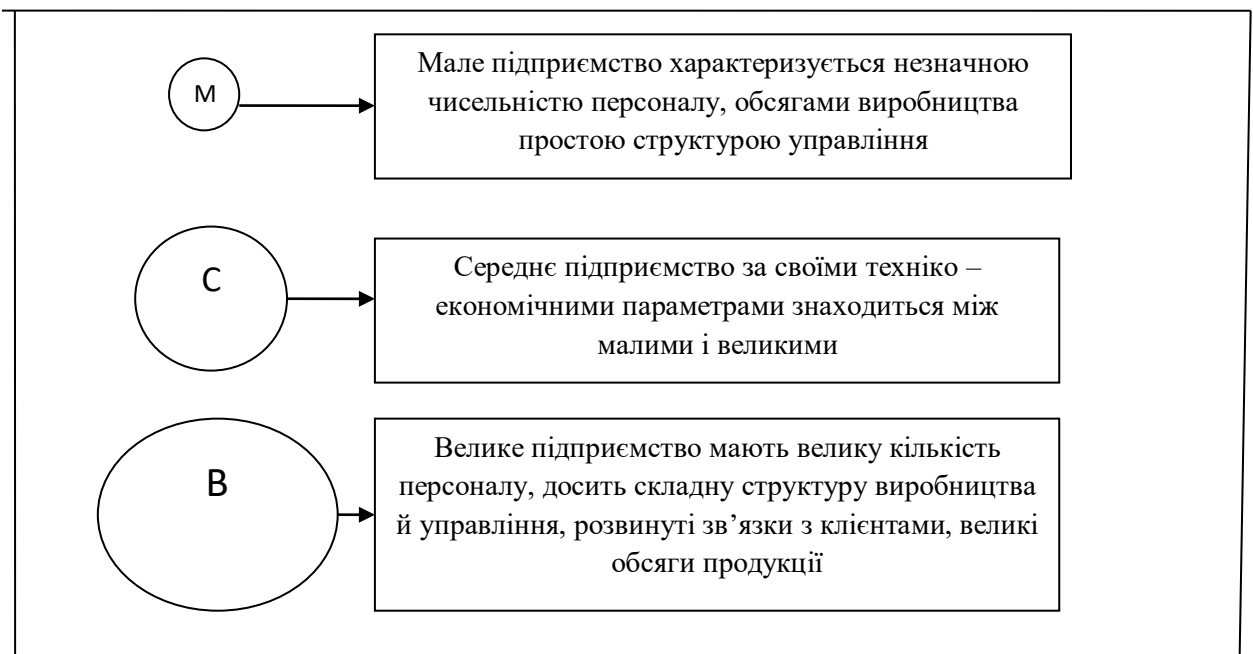 М
Мале підприємство характеризується незначною
чисельністю персоналу, обсягами виробництва
простою структурою управління
С
Середнє підприємство за своїми техніко –
економічними параметрами знаходиться між
малими і великими
В
Велике підприємство мають велику кількість
персоналу, досить складну структуру виробництва
й управління, розвинуті зв’язки з клієнтами, великі
обсяги продукції